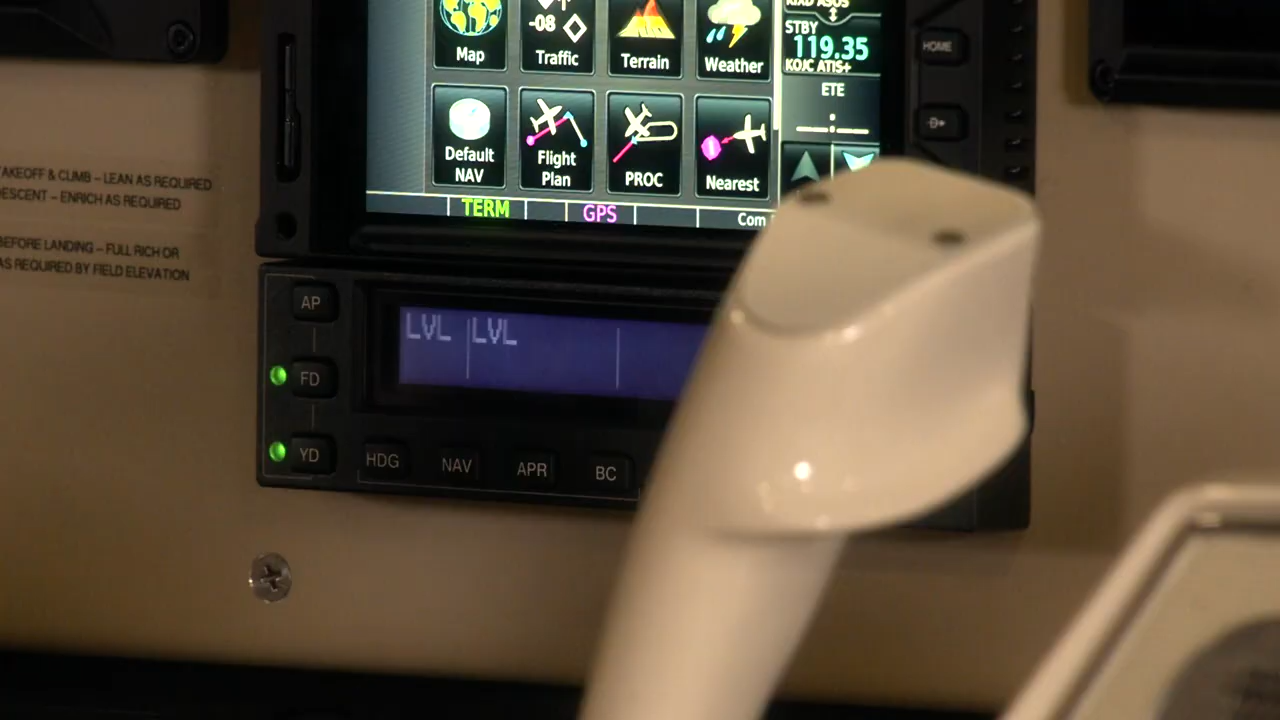 Map
-08
Traffic
Terrain
Weather
STBY
119.35
KOJC ATIS+
ETE
Default
NAV
Flight
Plan
PROC
Nearest
TERM
GPS
Com
HOME
TAKEOFF & CLIMB – LEAN AS REQUIRED
DESCENT – ENRICH AS REQUIRED
BEFORE LANDING – FULL RICH OR
AS REQUIRED BY FIELD ELEVATION
AP
LVL LVL
FD
YD
HDG
NAV
APR
BC